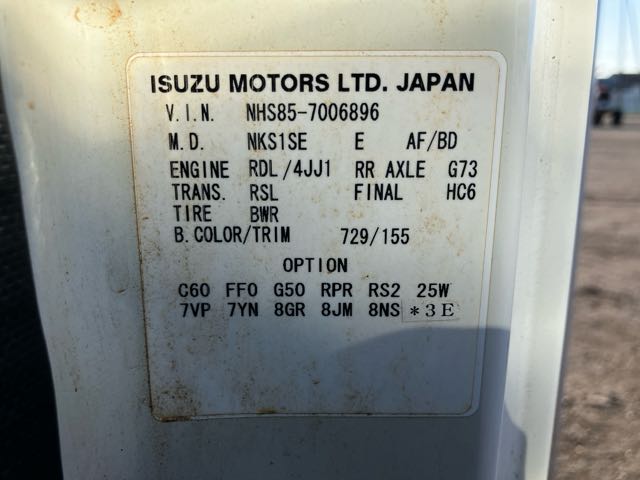 ISUZU MOTORS LTD. JAPAN
V.I.N. NHS85-7006896
M.D. NKS1SE E AF/BD
ENGINE RDL/4JJ1 RR AXLE G73
TRANS. RSL FINAL HC6
TIRE BWR
B.COLOR/TRIM 729/155
OPTION
C60 FF0 G50 RPR RS2 25W
7VP 7YN 8GR 8JM 8NS *3E